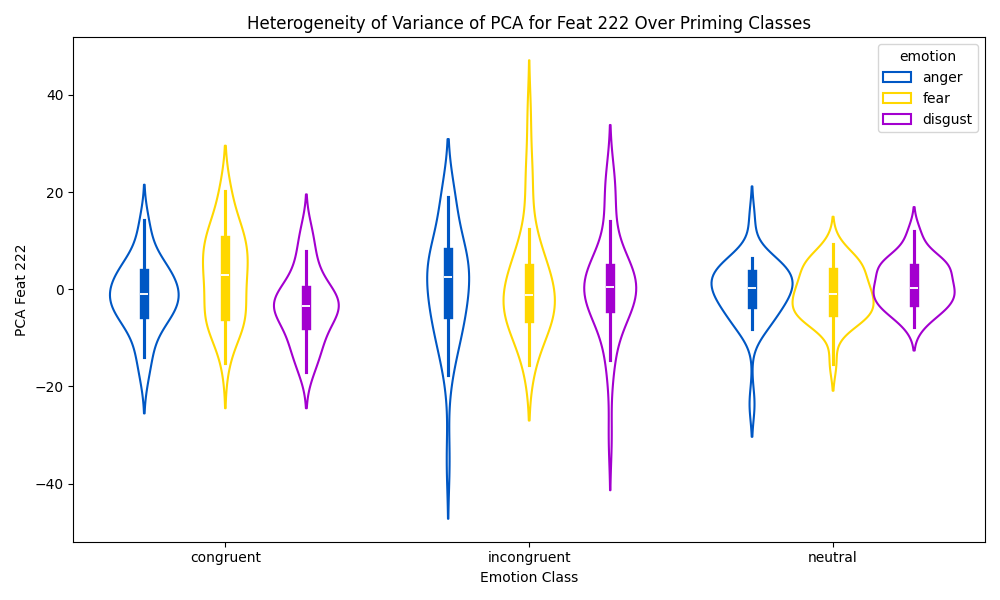 Heterogeneity of Variance of PCA for Feat 222 Over Priming Classes
emotion
anger
fear
disgust
PCA Feat 222
40
20
0
−20
−40
congruent
incongruent
neutral
Emotion Class